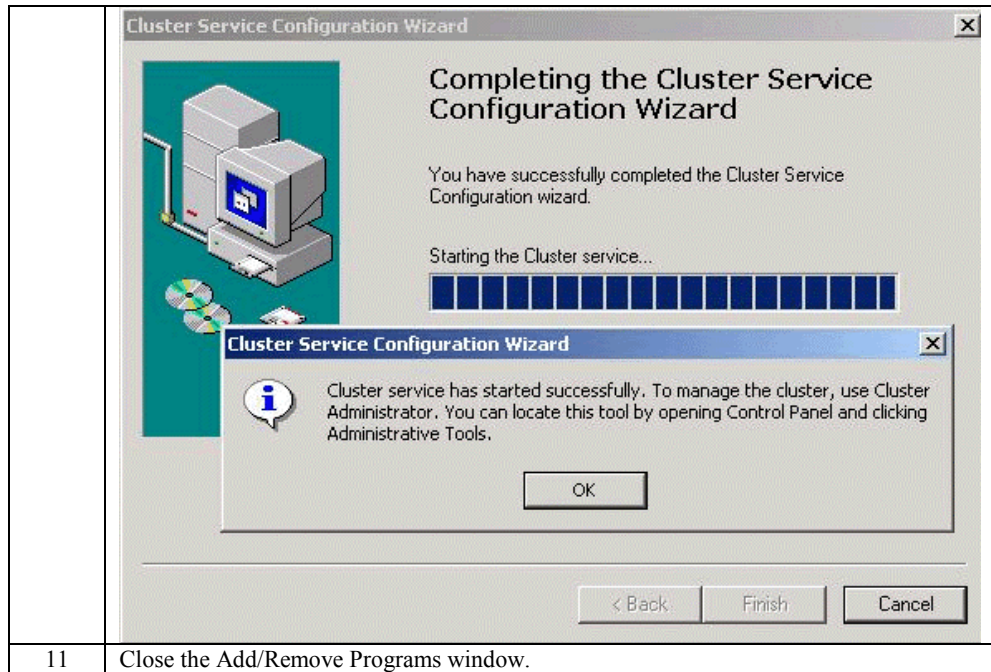 Cluster Service Configuration Wizard
Completing the Cluster Service
Configuration Wizard
You have successfully completed the Cluster Service
Configuration wizard.
Starting the Cluster service...
Cluster Service Configuration Wizard
Cluster service has started successfully. To manage the cluster, use Cluster
Administrator. You can locate this tool by opening Control Panel and clicking
Administrative Tools.
OK
< Back
Finish
Cancel
11 Close the Add/Remove Programs window.